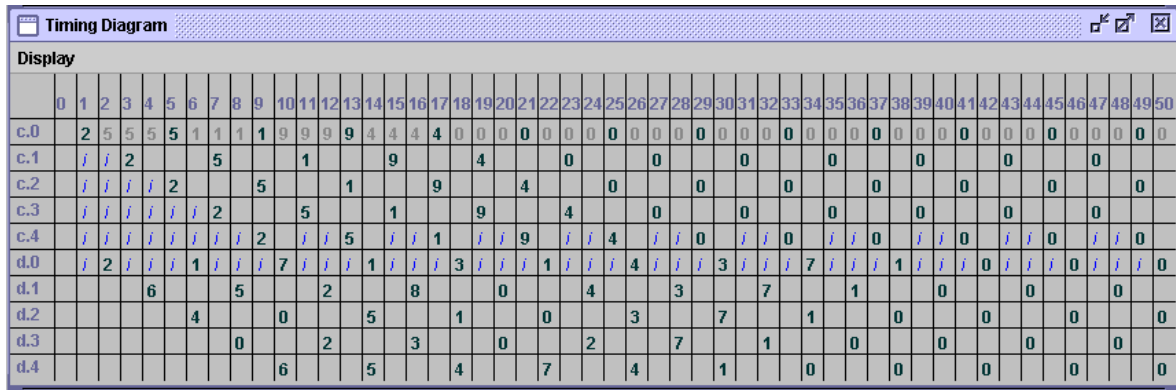 Timing Diagram
Display
0 1 2 3 4 5 6 7 8 9 10 11 12 13 14 15 16 17 18 19 20 21 22 23 24 25 26 27 28 29 30 31 32 33 34 35 36 37 38 39 40 41 42 43 44 45 46 47 48 49 50
c.0 2 5 5 5 5 1 1 1 1 9 9 9 9 4 4 4 4 0 0 0 0 0 0 0 0 0 0 0 0 0 0 0 0 0 0 0 0 0 0 0 0 0 0 0 0 0 0 0 0 0
c.1 i i 2 5 1 9 4 0 0 0 0 0 0 0
c.2 i i i i 2 5 1 9 4 0 0 0 0 0 0 0
c.3 i i i i i i 2 5 1 9 4 0 0 0 0 0 0
c.4 i i i i i i i i 2 i i 5 i i 1 i i 9 i i 4 i i 0 i i 0 i i 0 i i 0 i i 0 i i 0
d.0 i 2 i i i 1 i i i 7 i i i 1 i i i 3 i i i 1 i i i 4 i i i 3 i i i 7 i i i 1 i i i 0 i i i 0 i i i 0
d.1 6 5 2 8 0 4 3 7 1 0 0 0
d.2 4 0 5 1 0 3 7 1 0 0 0 0
d.3 0 2 3 0 2 7 1 0 0 0 0
d.4 6 5 4 7 4 1 0 0 0 0 0